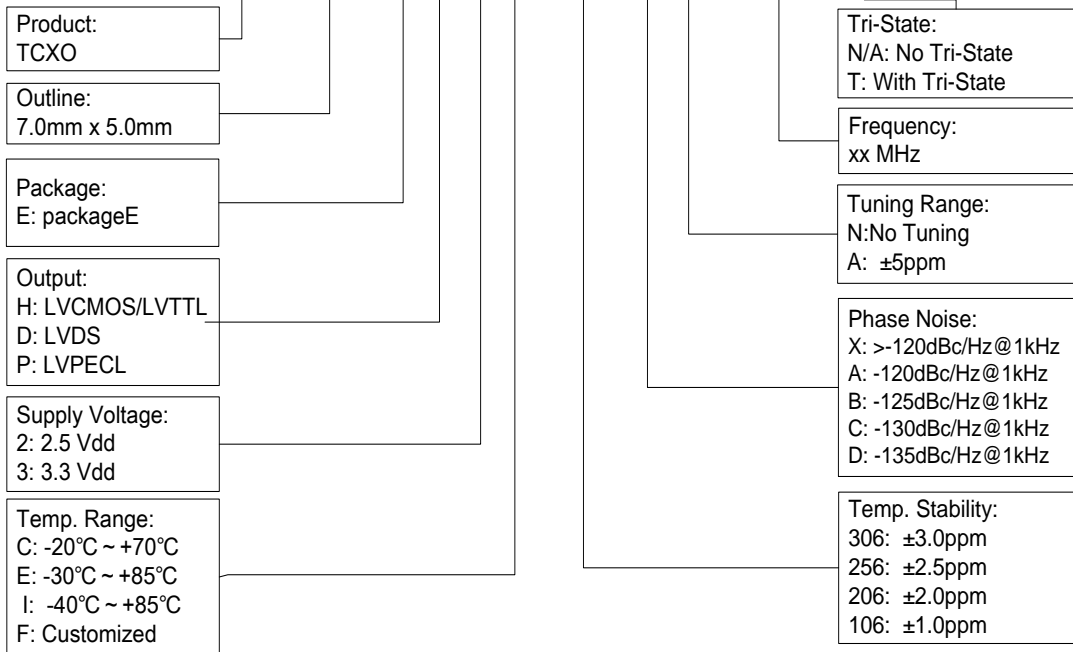 Product:
TCXO
Outline:
7.0mm x 5.0mm
Package:
E: packageE
Output:
H: LVCMOS/LVTTL
D: LVDS
P: LVPECL
Supply Voltage:
2: 2.5 Vdd
3: 3.3 Vdd
Temp. Range:
C: -20℃ ~ +70℃
E: -30℃ ~ +85℃
I: -40℃ ~ +85℃
F: Customized
Tri-State:
N/A: No Tri-State
T: With Tri-State
Frequency:
xx MHz
Tuning Range:
N:No Tuning
A: ±5ppm
Phase Noise:
X: >-120dBc/Hz@1kHz
A: -120dBc/Hz@1kHz
B: -125dBc/Hz@1kHz
C: -130dBc/Hz@1kHz
D: -135dBc/Hz@1kHz
Temp. Stability:
306: ±3.0ppm
256: ±2.5ppm
206: ±2.0ppm
106: ±1.0ppm